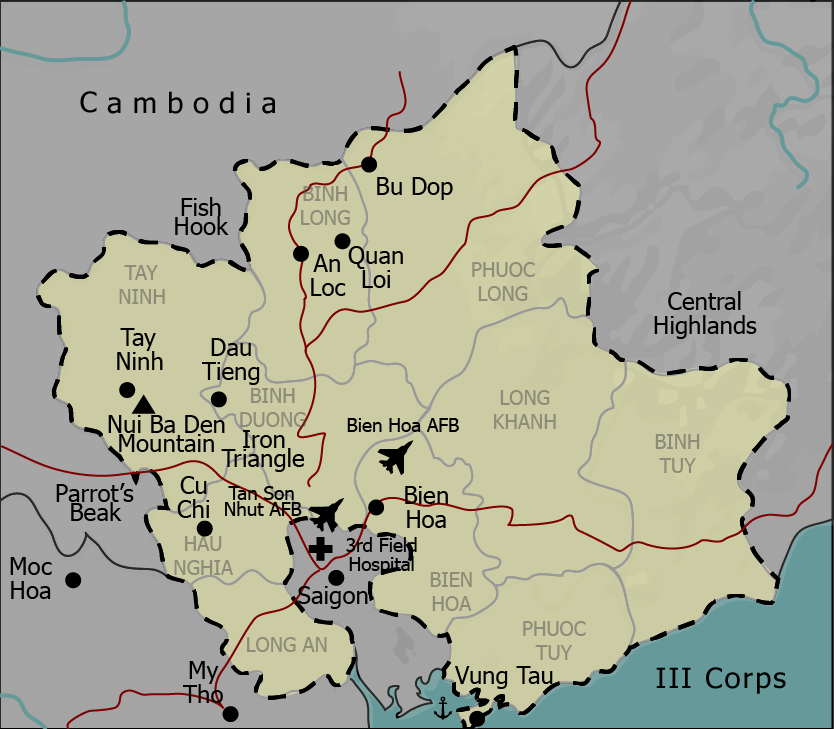 Cambodia
Fish
Hook
BINH
LONG
Bu Dop
An
Loc
Quan
Loi
TAY
NINH
PHUOC
LONG
Central
Highlands
Tay
Ninh
Dau
Tieng
Nui Ba Den
Mountain
BINH
DUONG
Iron
Triangle
LONG
KHANH
BINH
TUY
Bien Hoa AFB
Parrot's
Beak
Cu
Chi
Tan Son
Nhut AFB
Bien
Hoa
HAU
NGHIA
3rd Field
Hospital
Moc
Hoa
Saigon
BIEN
HOA
LONG AN
PHUOC
TUY
My
Tho
Vung Tau
III Corps